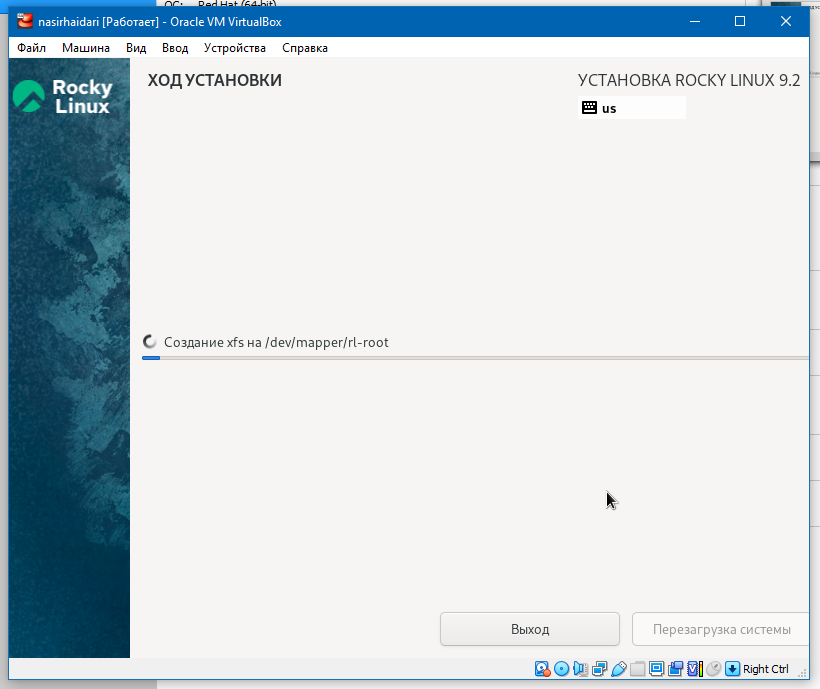 ОС: Red Hat (64-bit)
nasirhaidari [Работает] - Oracle VM VirtualBox
Файл Машина Вид Ввод Устройства Справка
Rocky
Linux
ХОД УСТАНОВКИ
УСТАНОВКА ROCKY LINUX 9.2
us
Создание xfs на /dev/mapper/rl-root
Выход
Перезагрузка системы
Right Ctrl